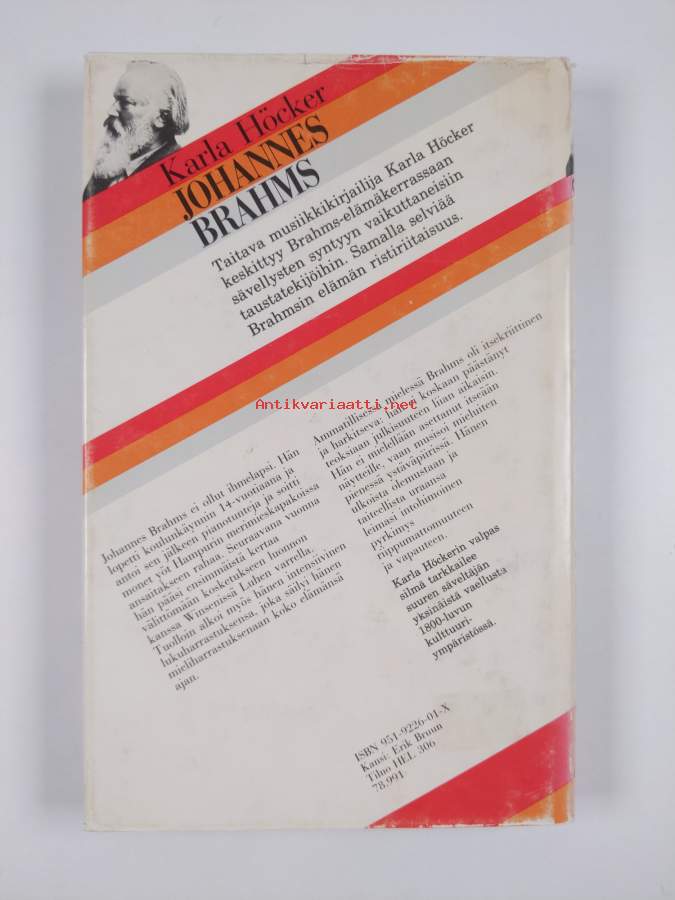 Karla Höcker
JOHANNES
BRAHMS
Taitava musiikkikirjailija Karla Höcker
keskittyy Brahms-elämäkerrassaan
sävellysten syntyyn vaikuttaneisiin
taustatekijöihin. Samalla selviää
Brahmsin elämän ristiriitaisuus.
Antikvariaatti.net
Johannes Brahms ei ollut ihmelapsi. Hän
lopetti koulunkäynnin 14-vuotiaana ja
antoi sen jälkeen pianotunteja ja soitti
monet yöt Hampurin merimieskapakoissa
ansaitakseen rahaa. Seuraavana vuonna
hän pääsi ensimmäistä kertaa
välittömään kosketukseen luonnon
kanssa Winsenissä Luhen varrella.
Tuolloin alkoi myös hänen intensiivinen
lukuharrastuksensa, joka säilyi hänen
mieliharrastuksenaan koko elämänsä
ajan.
Ammatillisessa mielessä Brahms oli itsekriittinen
ja harkitseva: hän ei koskaan päästänyt
teoksiaan julkisuuteen liian aikaisin.
Hän ei mielellään asettanut itseään
näytteille, vaan musisoi mieluiten
pienessä ystäväpiirissä. Hänen
ulkoista olemustaan ja
taiteellista uraansa
leimasi intohimoinen
pyrkimys
riippumattomuuteen
ja vapauteen.
Karla Höckerin valpas
silmä tarkkailee
suuren säveltäjän
yksinäistä vaellusta
1800-luvun
kulttuuri-
ympäristössä.
ISBN 951-9226-01-X
Kansi: Erik Bruun
Tilno HEL 306
78.991